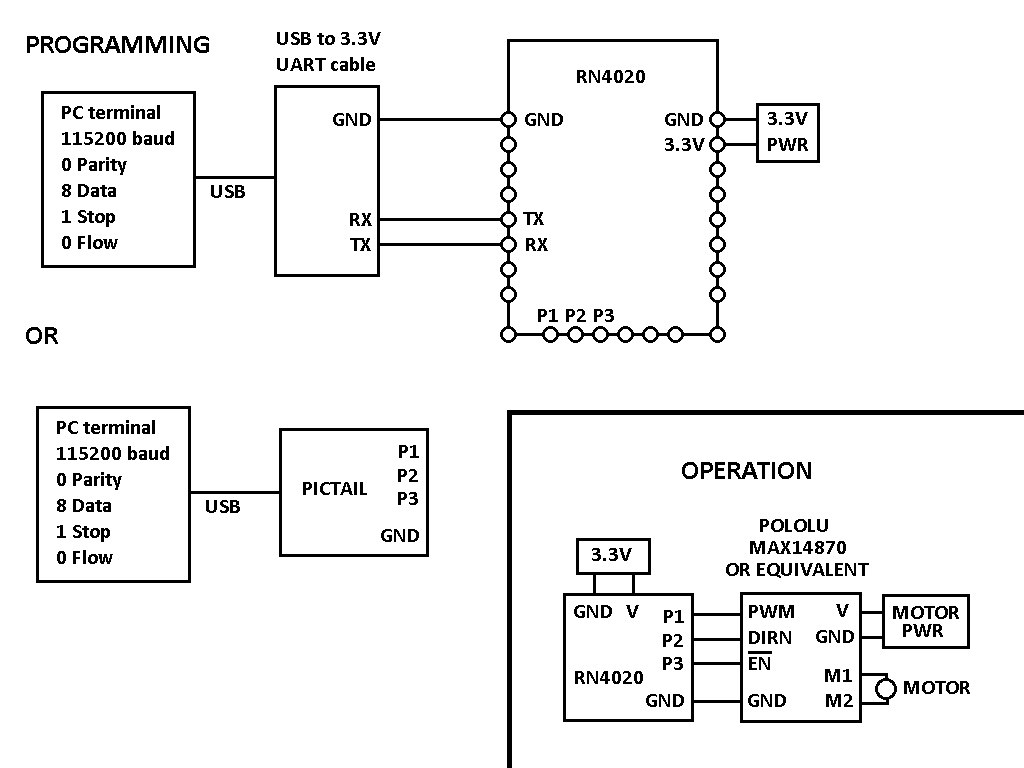 PROGRAMMING
USB to 3.3V
UART cable
PC terminal
115200 baud
0 Parity
8 Data
1 Stop
0 Flow
USB
GND
RX
TX
RN4020
GND
TX
RX
GND
3.3V
P1 P2 P3
3.3V
PWR
OR
PC terminal
115200 baud
0 Parity
8 Data
1 Stop
0 Flow
USB
PICTAIL
P1
P2
P3
GND
OPERATION
3.3V
GND V
P1
P2
P3
RN4020
GND
POLOLU
MAX14870
OR EQUIVALENT
PWM
DIRN
EN
GND
V
GND
M1
M2
MOTOR
PWR
MOTOR